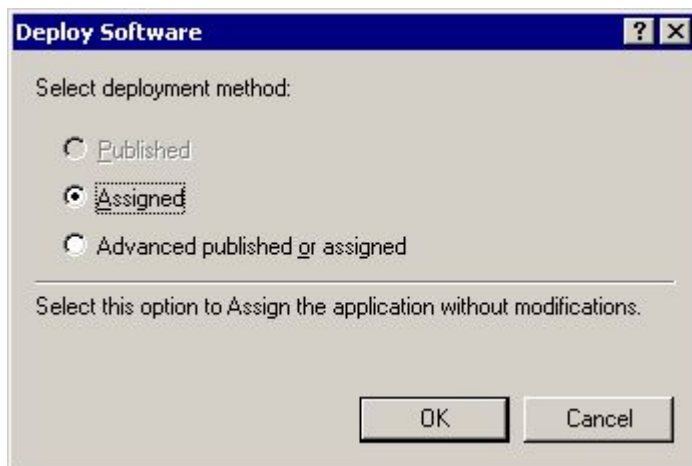 Deploy Software
Select deployment method:
Published
Assigned
Advanced published or assigned
Select this option to Assign the application without modifications.
OK Cancel